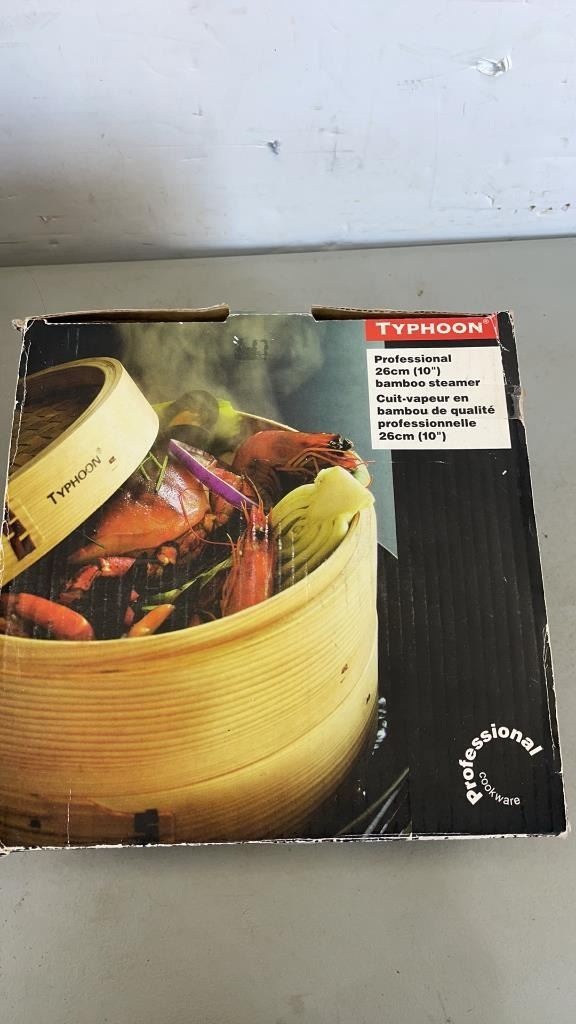 TYPHOON®
Professional
26cm (10")
bamboo steamer
Cuit-vapeur en
bambou de qualité
professionnelle
26cm (10")
TYPHOON®
Professional
cookware